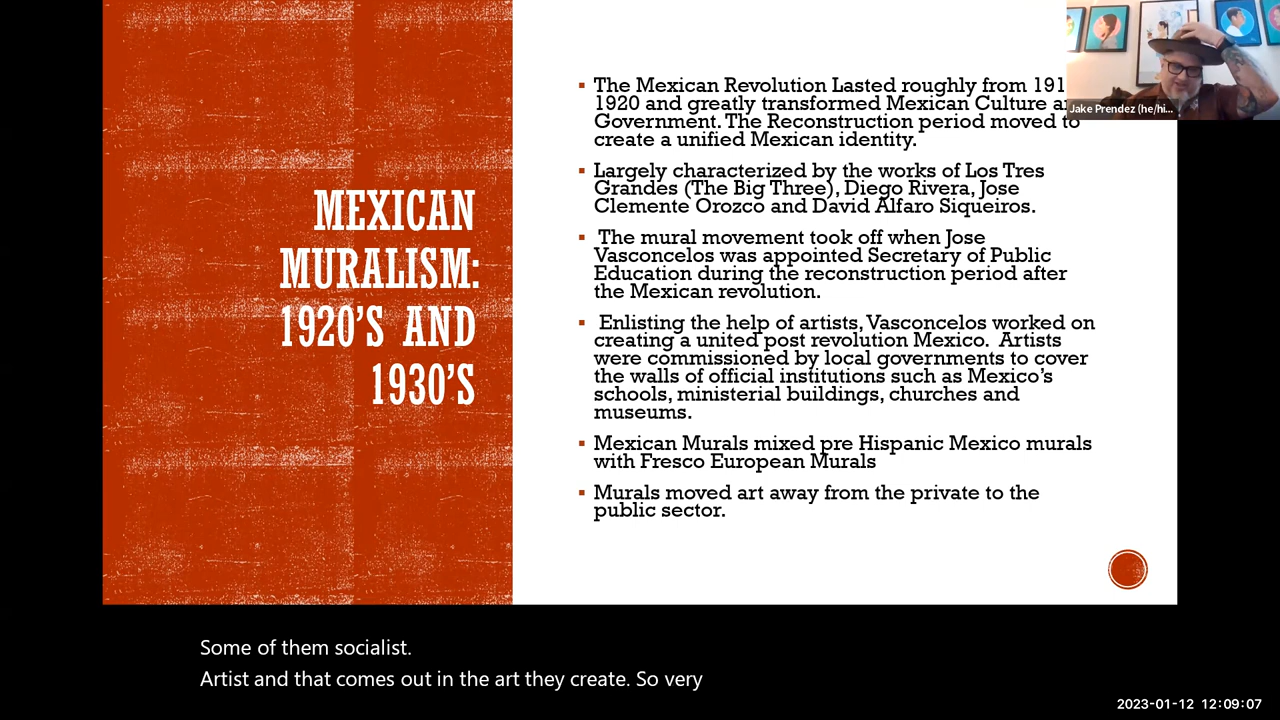 MEXICAN
MURALISM:
1920'S AND
1930'S
▪ The Mexican Revolution Lasted roughly from
1920 and greatly transformed Mexican Culture
Government. The Reconstruction period moved to
create a unified Mexican identity.
▪ Largely characterized by the works of Los Tres
Grandes (The Big Three), Diego Rivera, Jose
Clemente Orozco and David Alfaro Siqueiros.
▪ The mural movement took off when Jose
Vasconcelos was appointed Secretary of Public
Education during the reconstruction period after
the Mexican revolution.
▪ Enlisting the help of artists, Vasconcelos worked on
creating a united post revolution Mexico. Artists
were commissioned by local governments to cover
the walls of official institutions such as Mexico's
schools, ministerial buildings, churches and
museums.
▪ Mexican Murals mixed pre Hispanic Mexico murals
with Fresco European Murals
▪ Murals moved art away from the private to the
public sector.
Jake Prendez (he/hi...
Some of them socialist.
Artist and that comes out in the art they create. So very
2023-01-12 12:09:07